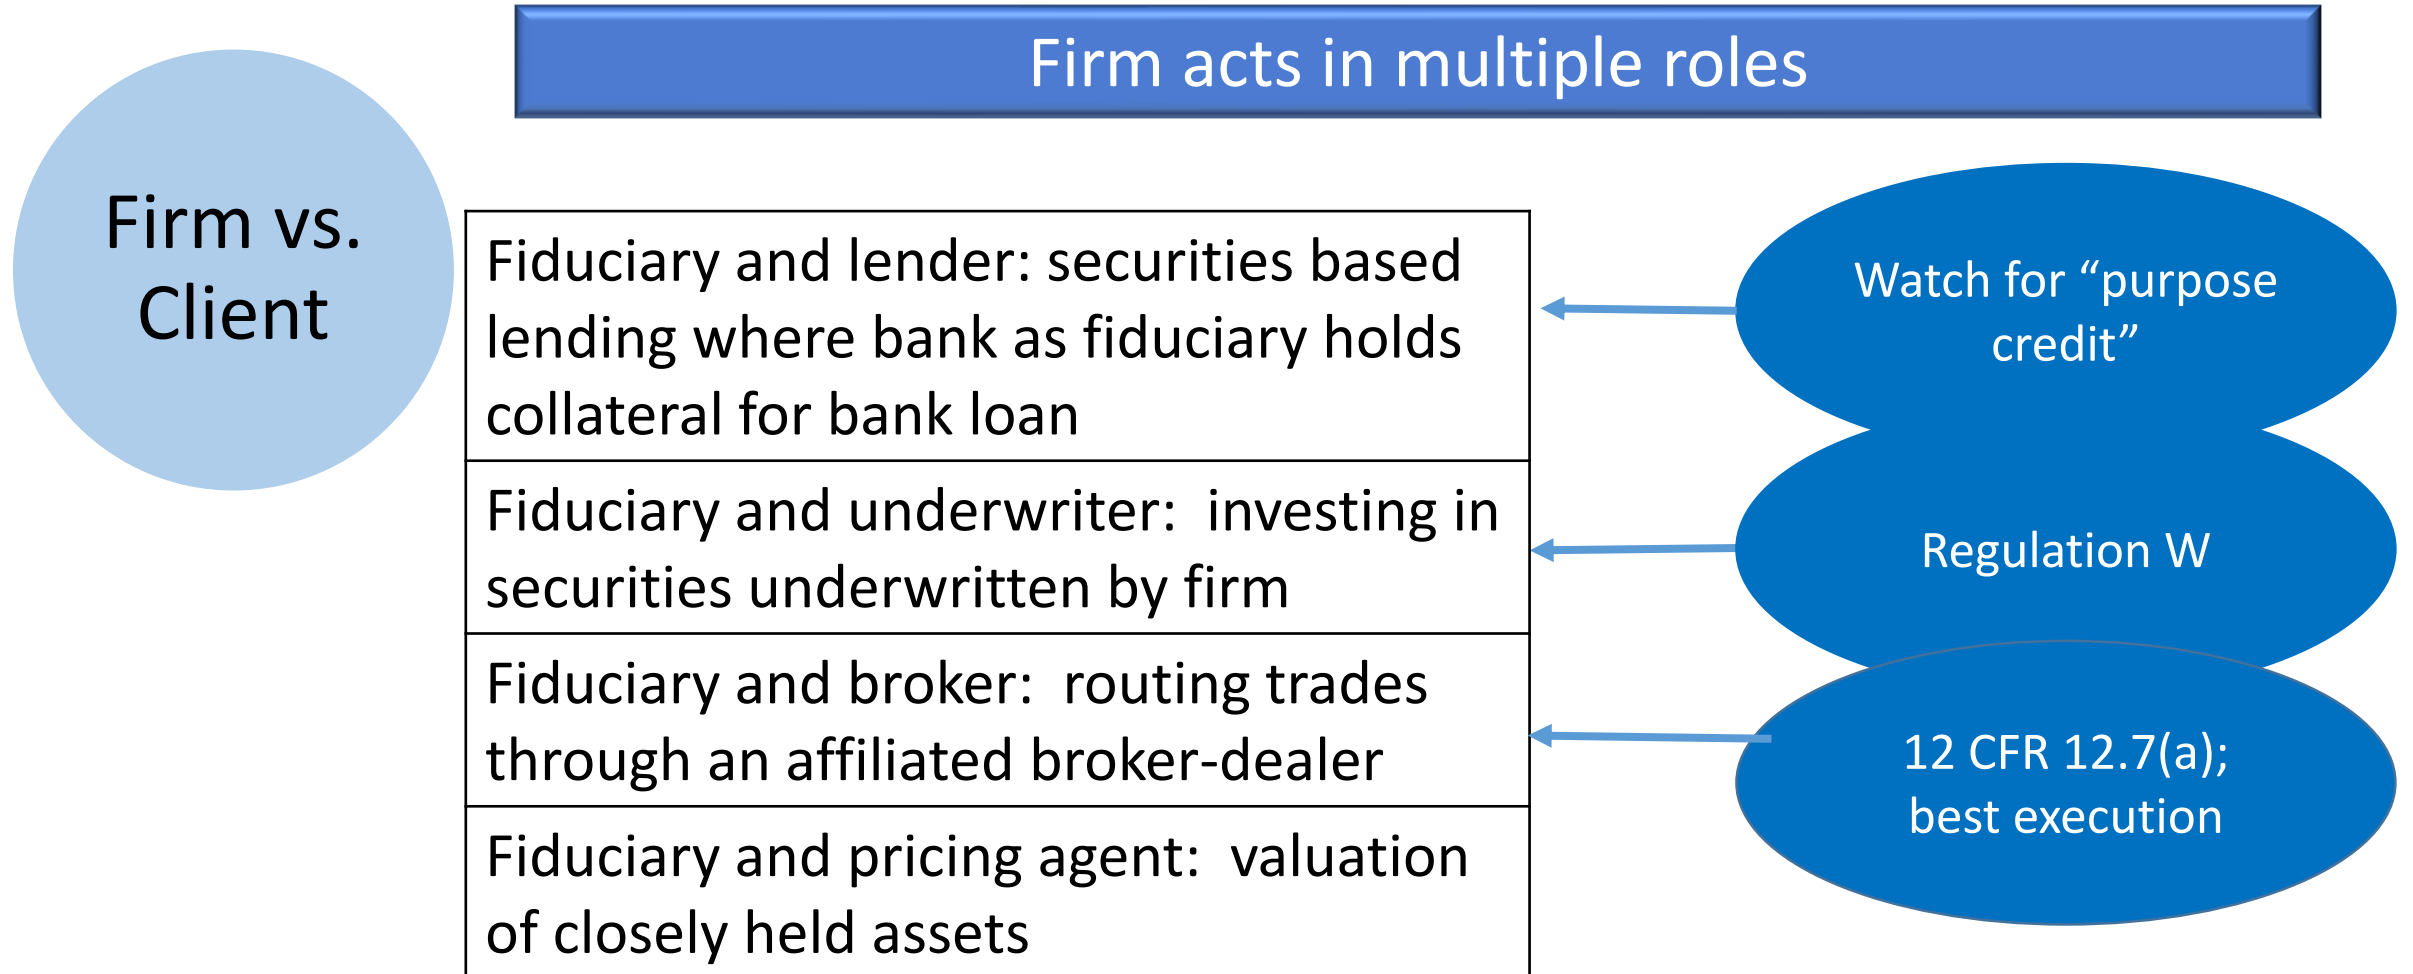 Firm acts in multiple roles
Firm vs.
Client
Fiduciary and lender: securities based
lending where bank as fiduciary holds
collateral for bank loan
Watch for “purpose
credit”
Fiduciary and underwriter:  investing in
securities underwritten by firm
Regulation W
Fiduciary and broker:  routing trades
through an affiliated broker-dealer
12 CFR 12.7(a);
best execution
Fiduciary and pricing agent:  valuation
of closely held assets